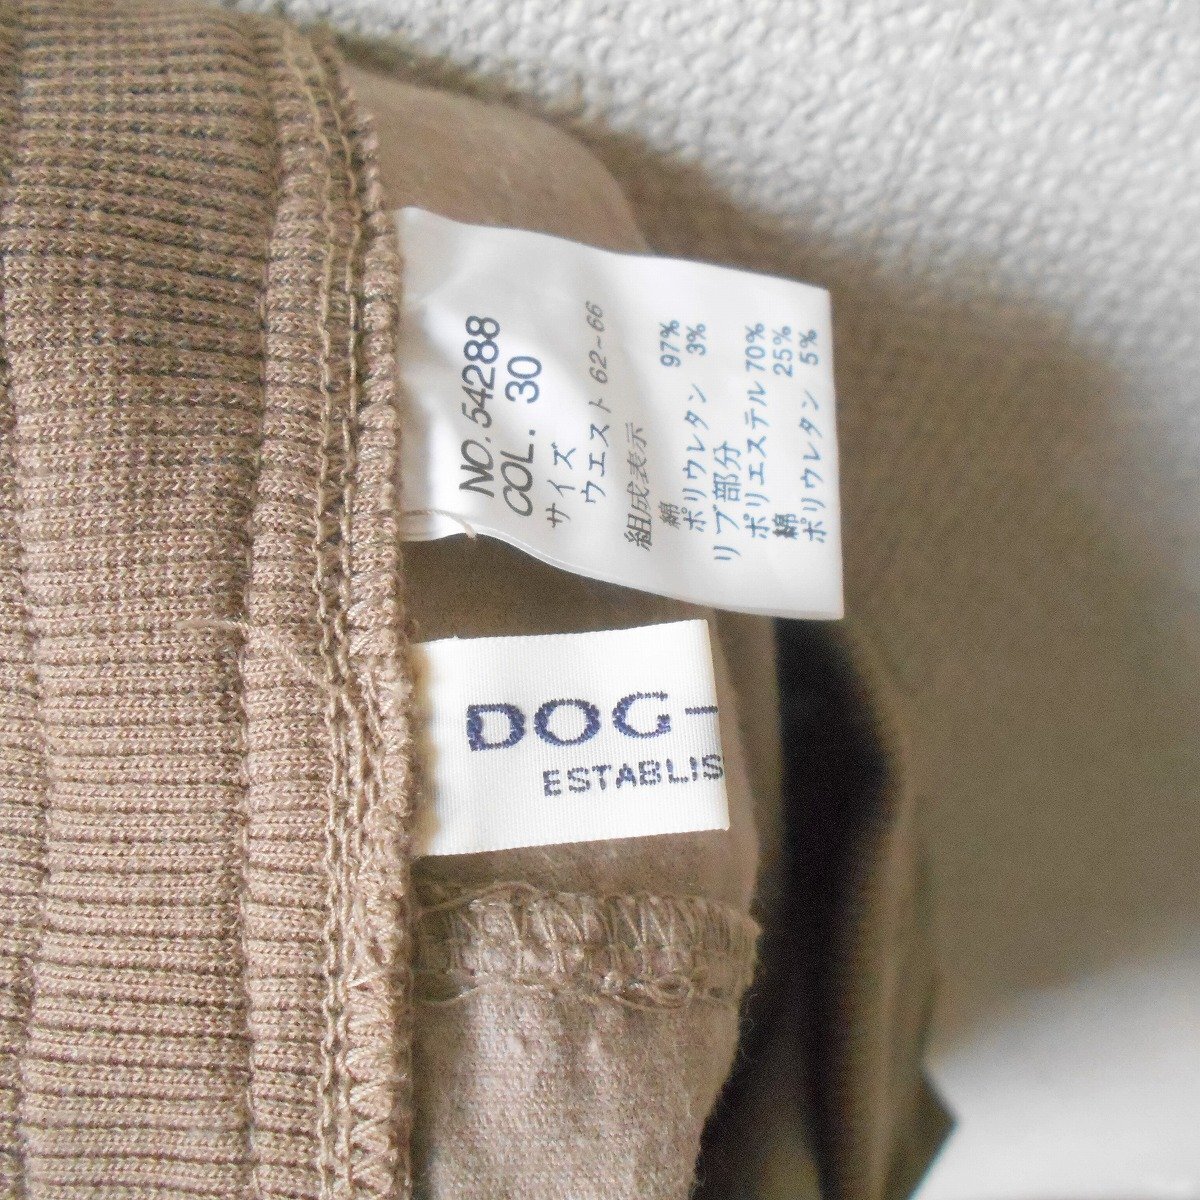 NO. 54288
COL. 30
サイズ
ウエスト 62-66
組成表示
綿 97%
ポリウレタン 3%
リブ部分
ポリエステル 70%
綿 25%
ポリウレタン 5%
DOG-
ESTABLIS